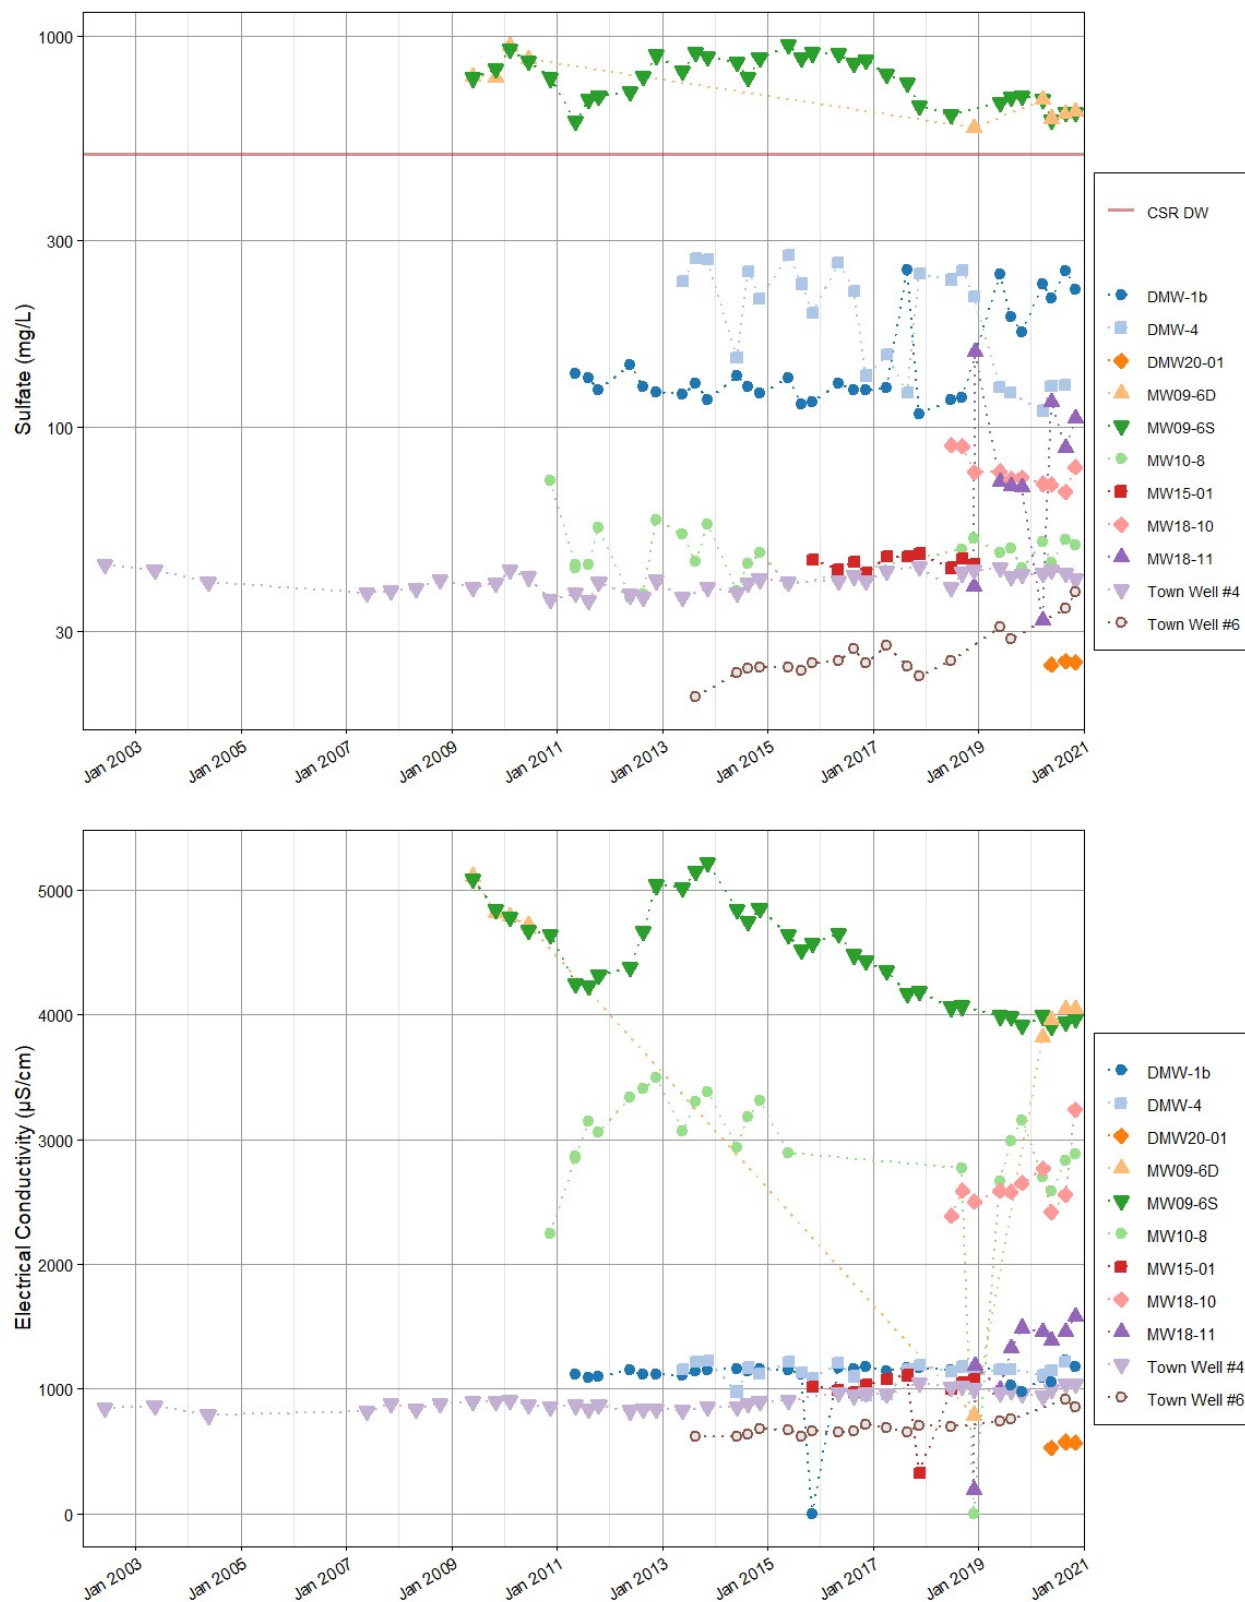 1000
300
100
30
Sulfate (mg/L)
Jan 2003
Jan 2005
Jan 2007
Jan 2009
Jan 2011
Jan 2013
Jan 2015
Jan 2017
Jan 2019
Jan 2021
CSR DW
DMW-1b
DMW-4
DMW20-01
MW09-6D
MW09-6S
MW10-8
MW15-01
MW18-10
MW18-11
Town Well #4
Town Well #6
5000
4000
3000
2000
1000
0
Electrical Conductivity (µS/cm)
Jan 2003
Jan 2005
Jan 2007
Jan 2009
Jan 2011
Jan 2013
Jan 2015
Jan 2017
Jan 2019
Jan 2021
DMW-1b
DMW-4
DMW20-01
MW09-6D
MW09-6S
MW10-8
MW15-01
MW18-10
MW18-11
Town Well #4
Town Well #6